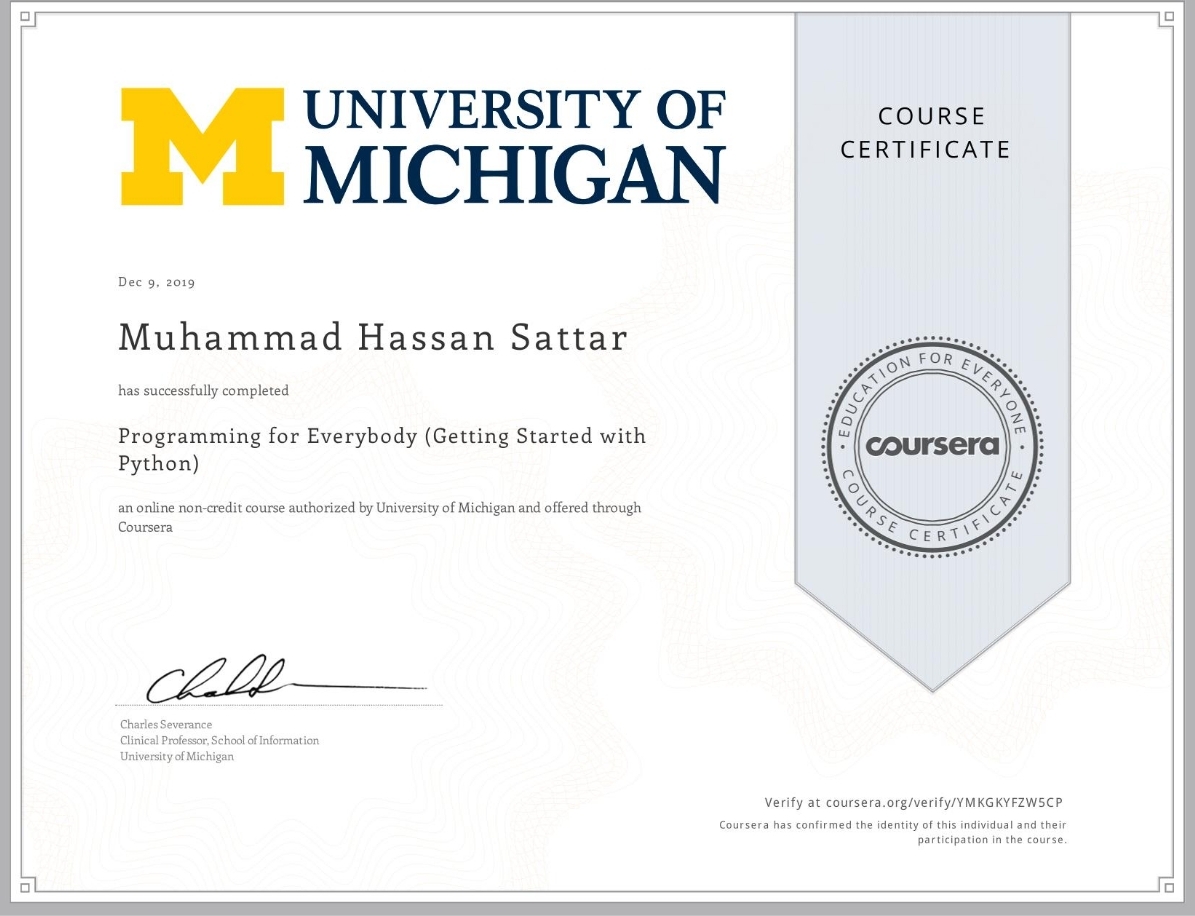 UNIVERSITY OF
MICHIGAN
COURSE
CERTIFICATE
Dec 9, 2019
Muhammad Hassan Sattar
has successfully completed
Programming for Everybody (Getting Started with
Python)
an online non-credit course authorized by University of Michigan and offered through
Coursera
EDUCATION FOR EVERYONE
coursera
COURSE CERTIFICATE
Charles Severance
Clinical Professor, School of Information
University of Michigan
Verify at coursera.org/verify/YMKGKYFZW5CP
Coursera has confirmed the identity of this individual and their
participation in the course.